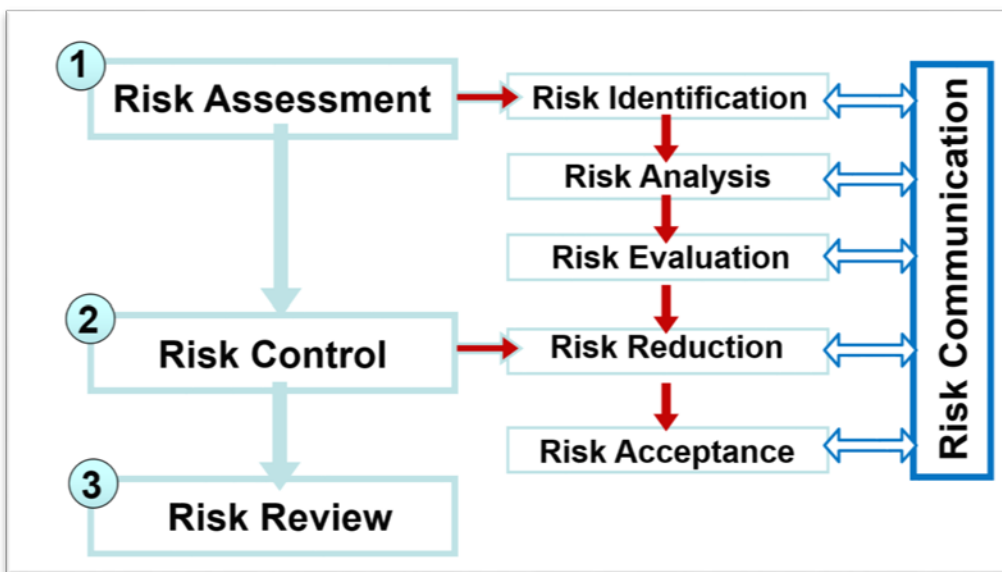 1
Risk Assessment
Risk Identification
Risk Analysis
Risk Evaluation
2
Risk Control
Risk Reduction
Risk Acceptance
3
Risk Review
Risk Communication